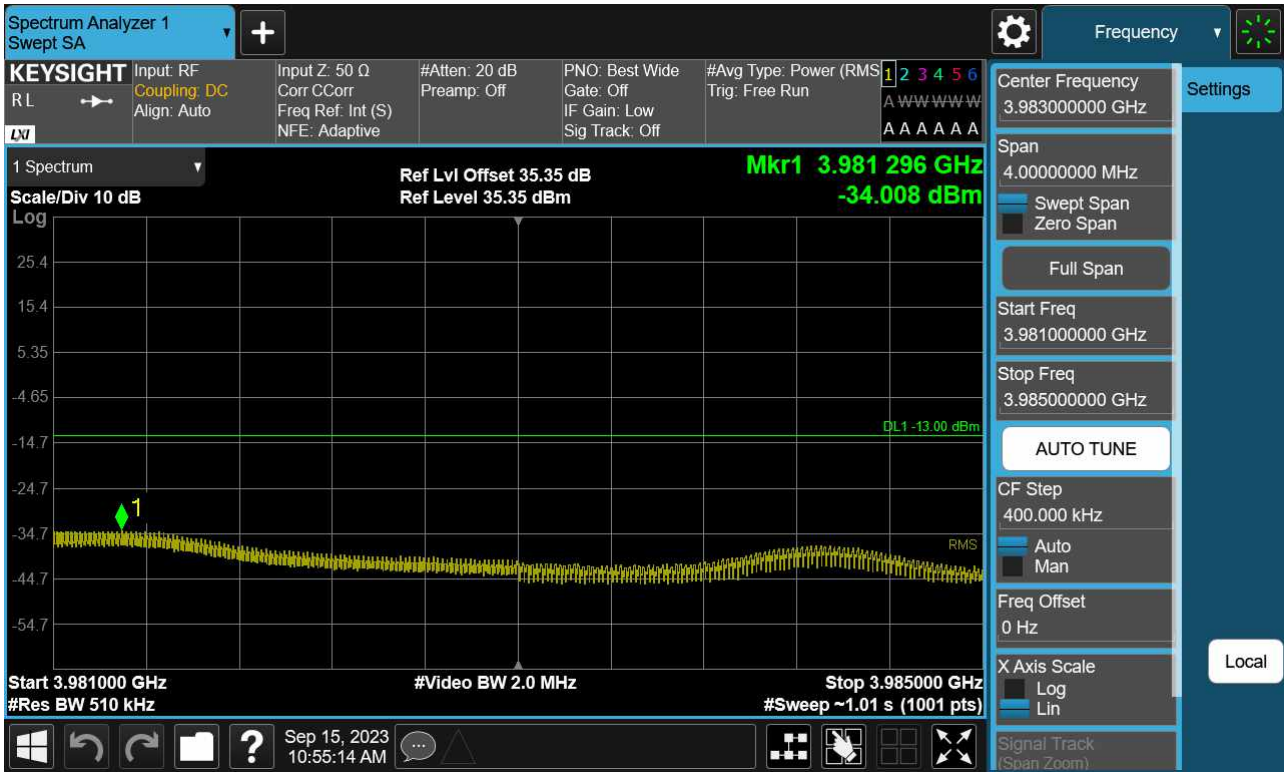 Spectrum Analyzer 1
Swept SA
+
Frequency
KEYSIGHT
RL
LXI
Input: RF
Coupling: DC
Align: Auto
Input Z: 50 Ω
Corr CCorr
Freq Ref: Int (S)
NFE: Adaptive
#Atten: 20 dB
Preamp: Off
PNO: Best Wide
Gate: Off
IF Gain: Low
Sig Track: Off
#Avg Type: Power (RMS
Trig: Free Run
1 2 3 4 5 6
A W W W W W
A A A A A A
1 Spectrum
Scale/Div 10 dB
Log
Ref Lvl Offset 35.35 dB
Ref Level 35.35 dBm
Mkr1 3.981 296 GHz
-34.008 dBm
25.4
15.4
5.35
-4.65
DL1 -13.00 dBm
-14.7
-24.7
1
-34.7
RMS
-44.7
-54.7
Start 3.981000 GHz
#Video BW 2.0 MHz
Stop 3.985000 GHz
#Res BW 510 kHz
#Sweep ~1.01 s (1001 pts)
Center Frequency
3.983000000 GHz
Span
4.00000000 MHz
Swept Span
Zero Span
Full Span
Start Freq
3.981000000 GHz
Stop Freq
3.985000000 GHz
AUTO TUNE
CF Step
400.000 kHz
Auto
Man
Freq Offset
0 Hz
X Axis Scale
Log
Lin
Signal Track
(Span Zoom)
Settings
Local
?
Sep 15, 2023
10:55:14 AM